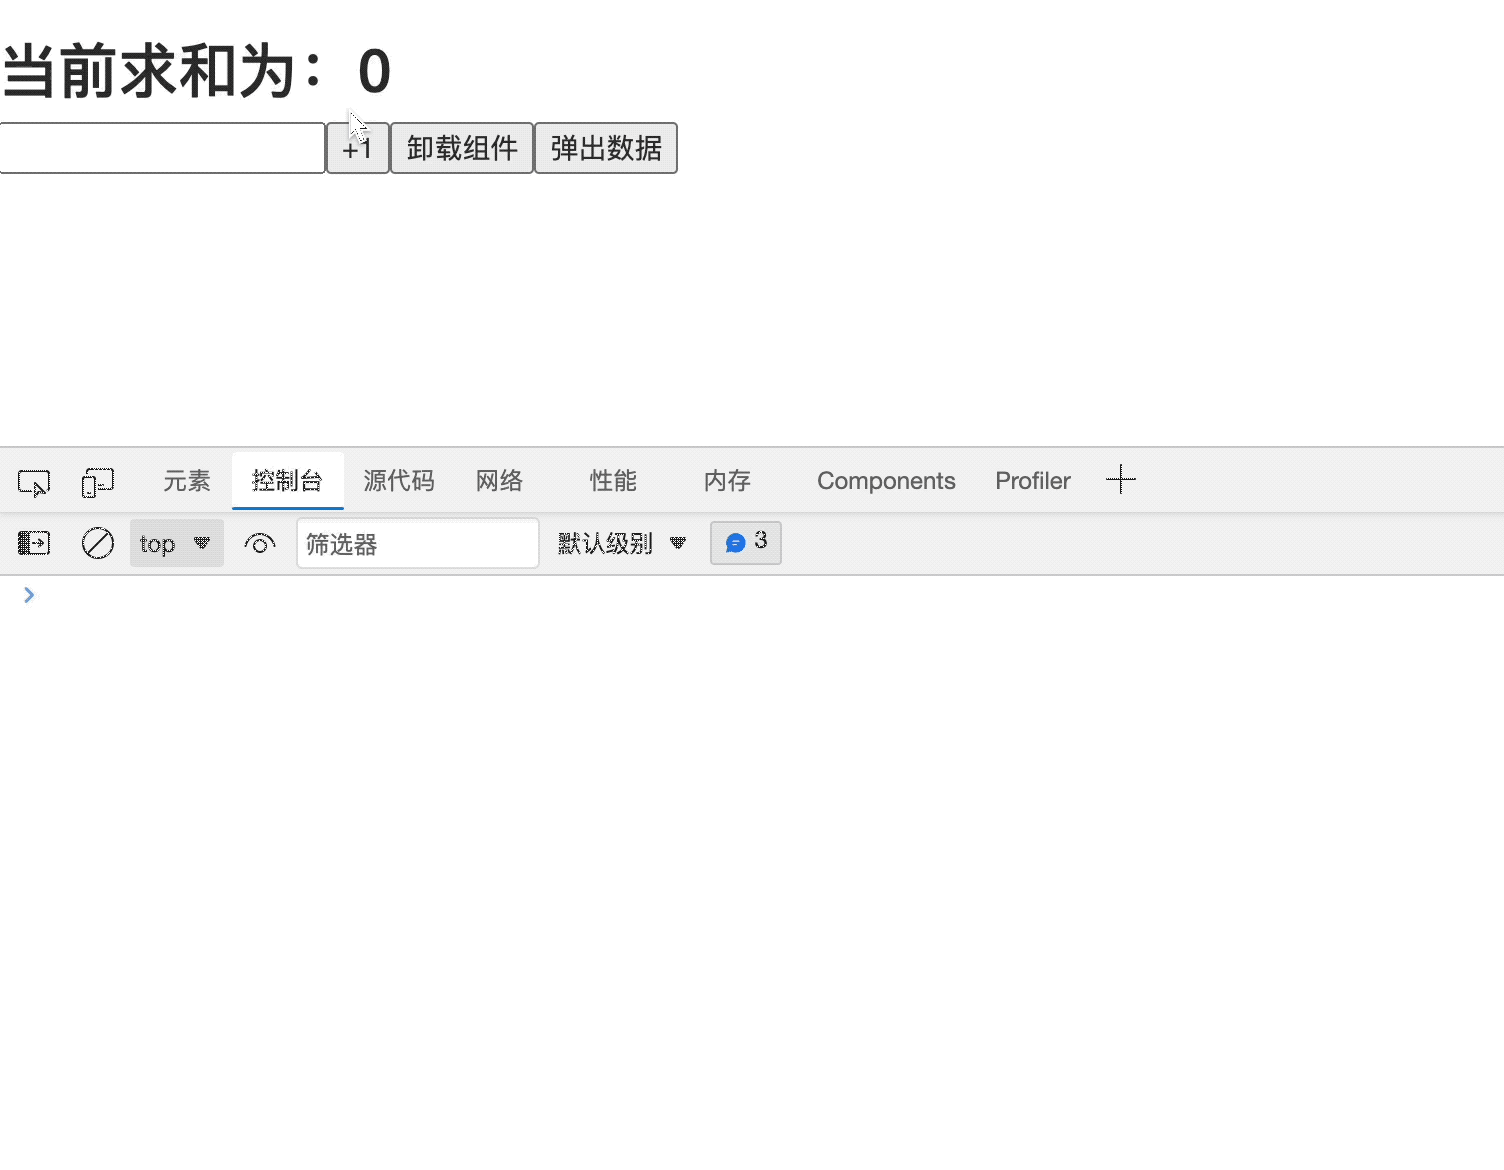 当前求和为：0
+1 卸载组件 弹出数据
元素 控制台 源代码 网络 性能 内存 Components Profiler
top 筛选器 默认级别 3